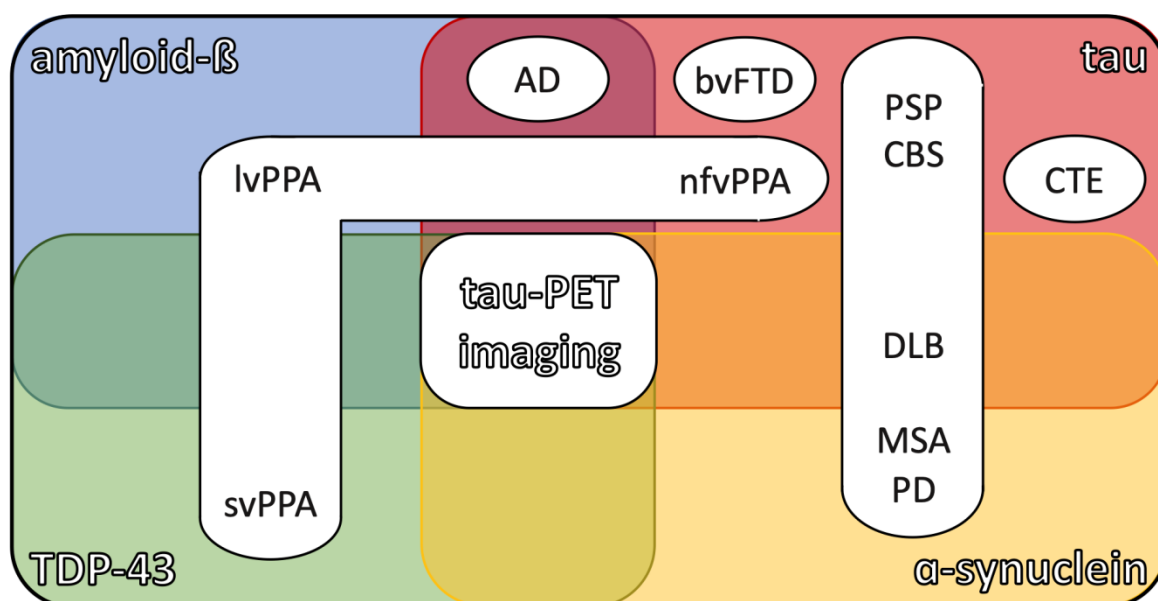 amyloid-ß
tau
AD
bvFTD
PSP
CBS
lvPPA
nfvPPA
CTE
tau-PET
imaging
DLB
MSA
PD
svPPA
TDP-43
α-synuclein